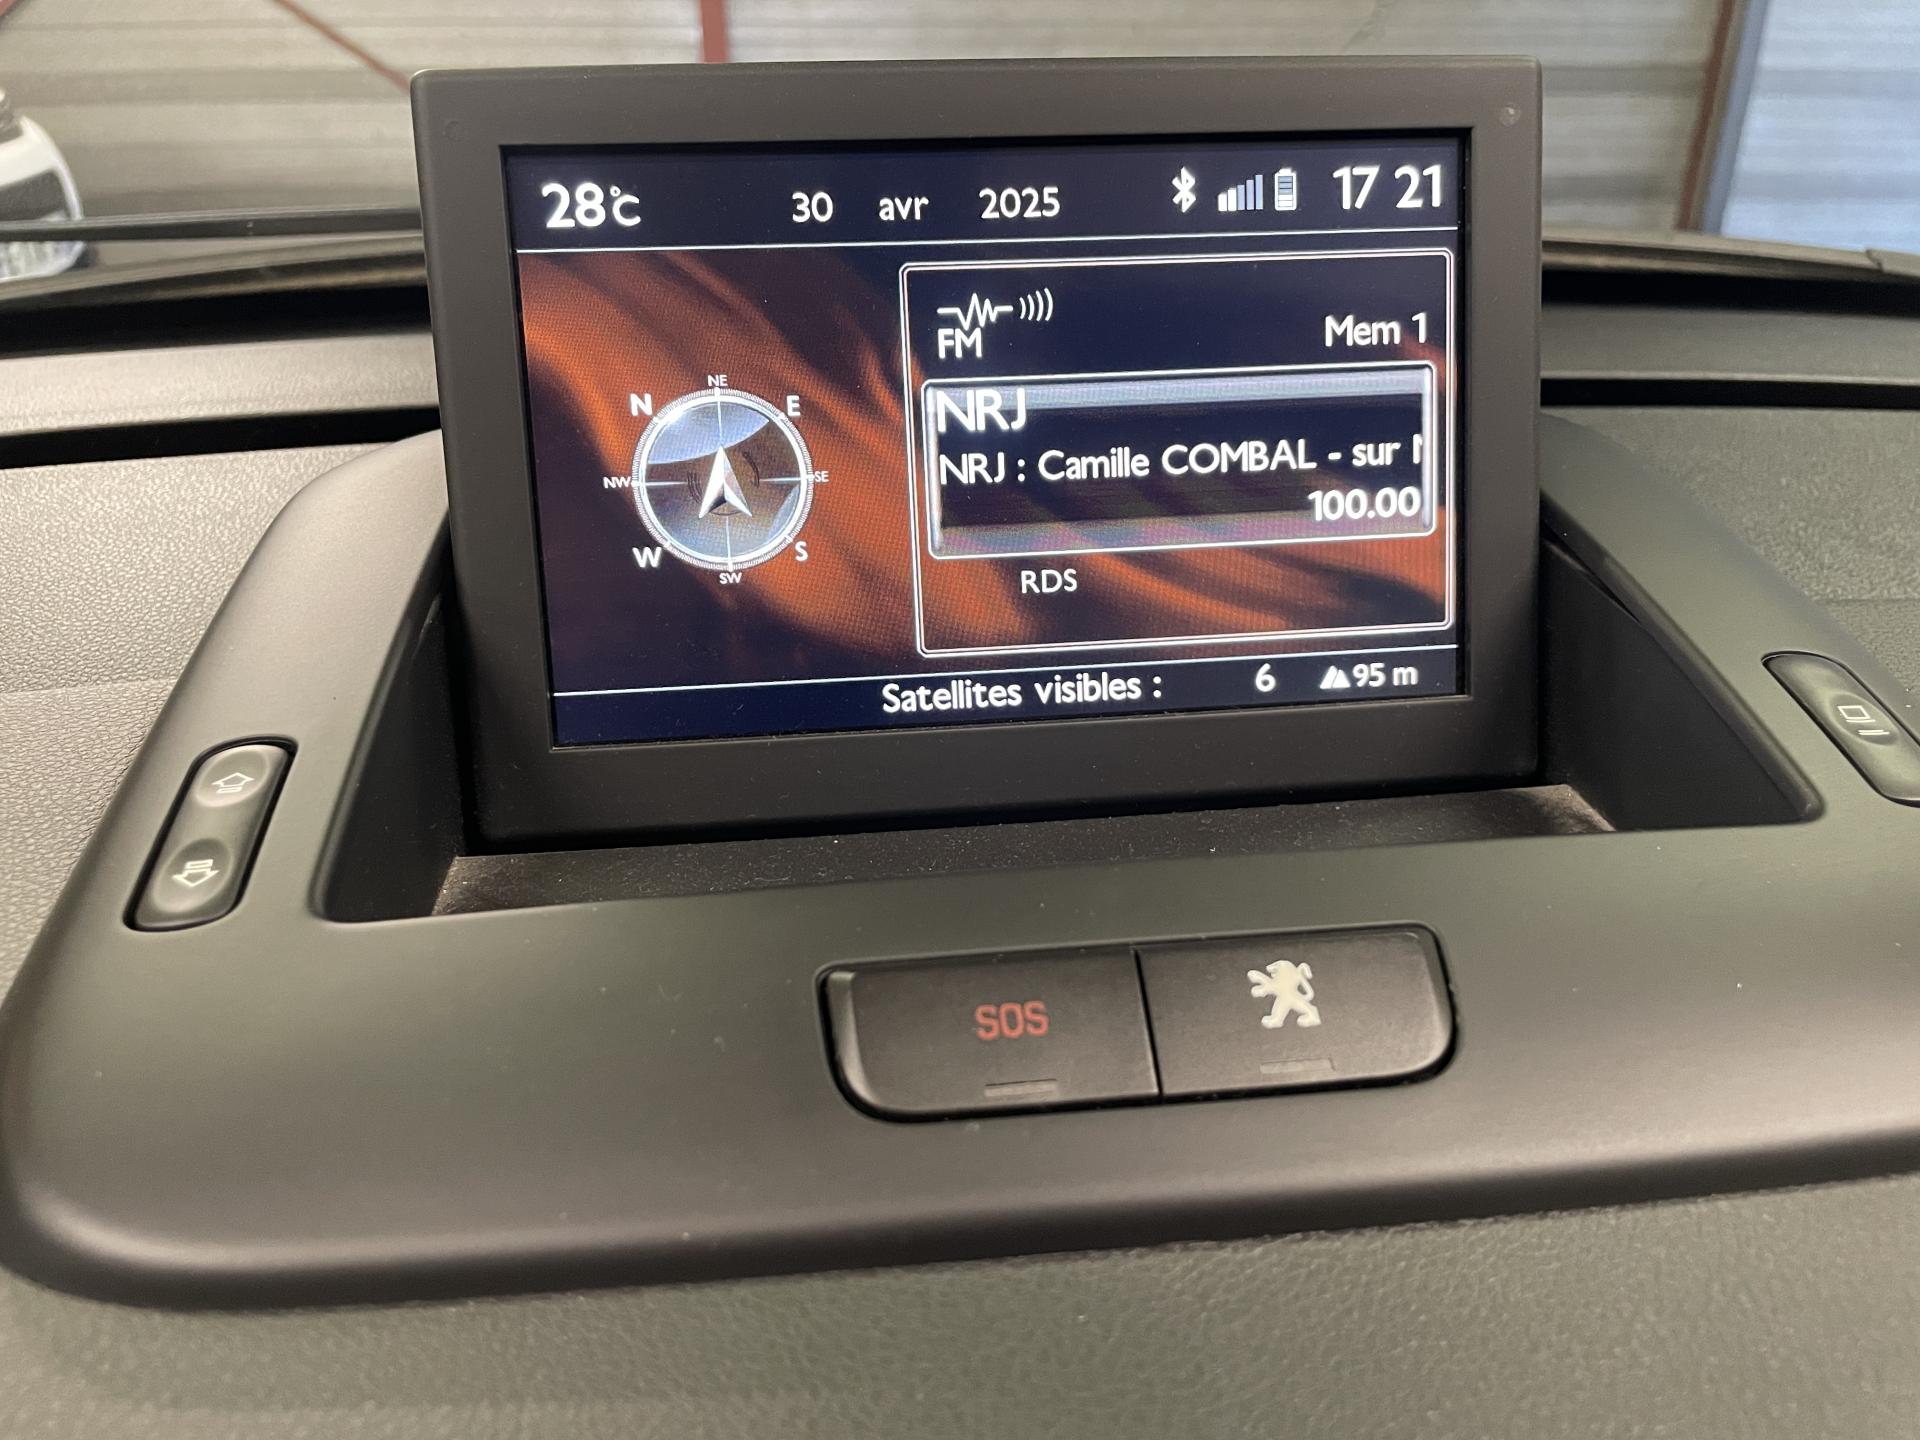 28°C 30 avr 2025 17 21
FM
Mem 1
NRJ
NRJ : Camille COMBAL - sur
100.00
RDS
NE
N E
NW SE
W S
SW
Satellites visibles : 6 95 m
SOS